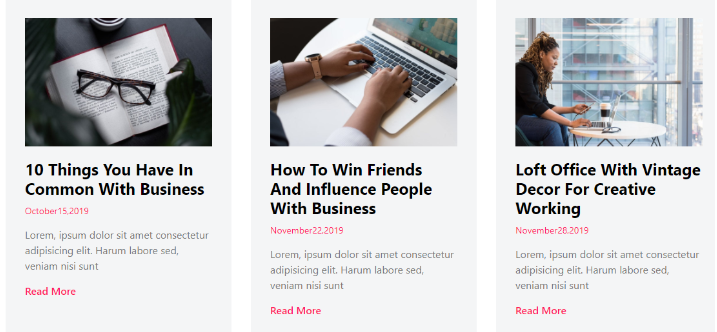 10 Things You Have In
Common With Business
October15,2019
Lorem, ipsum dolor sit amet consectetur
adipisicing elit. Harum labore sed,
veniam nisi sunt
Read More
How To Win Friends
And Influence People
With Business
November22,2019
Lorem, ipsum dolor sit amet consectetur
adipisicing elit. Harum labore sed,
veniam nisi sunt
Read More
Loft Office With Vintage
Decor For Creative
Working
November28,2019
Lorem, ipsum dolor sit amet consectetur
adipisicing elit. Harum labore sed,
veniam nisi sunt
Read More